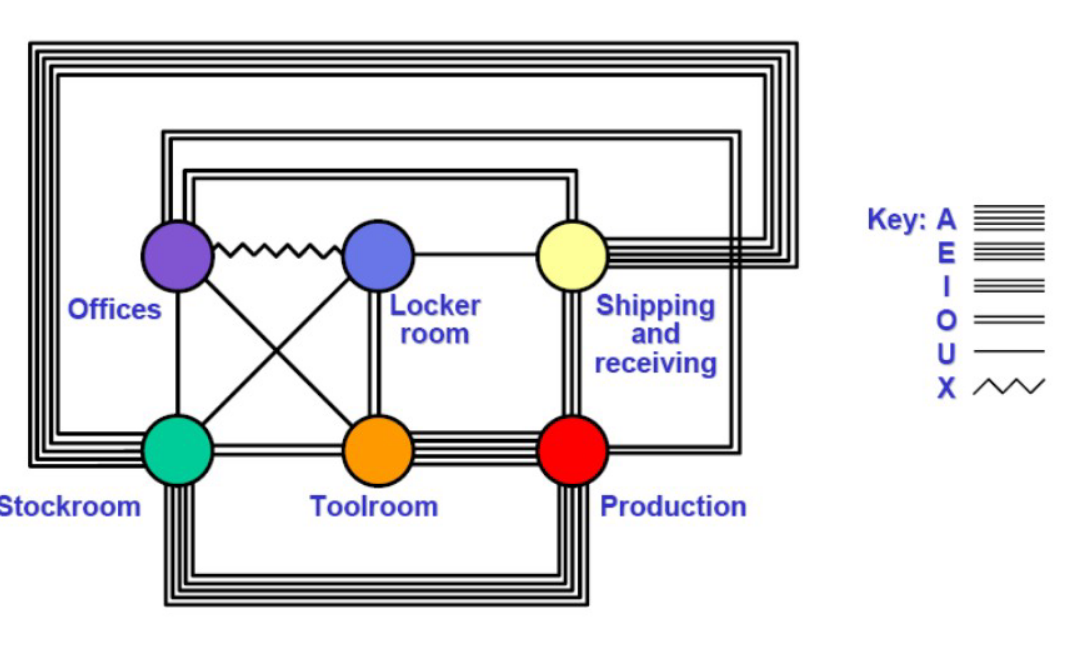 Key: A
E
I
O
U
X
Offices
Locker
room
Shipping
and
receiving
Stockroom
Toolroom
Production